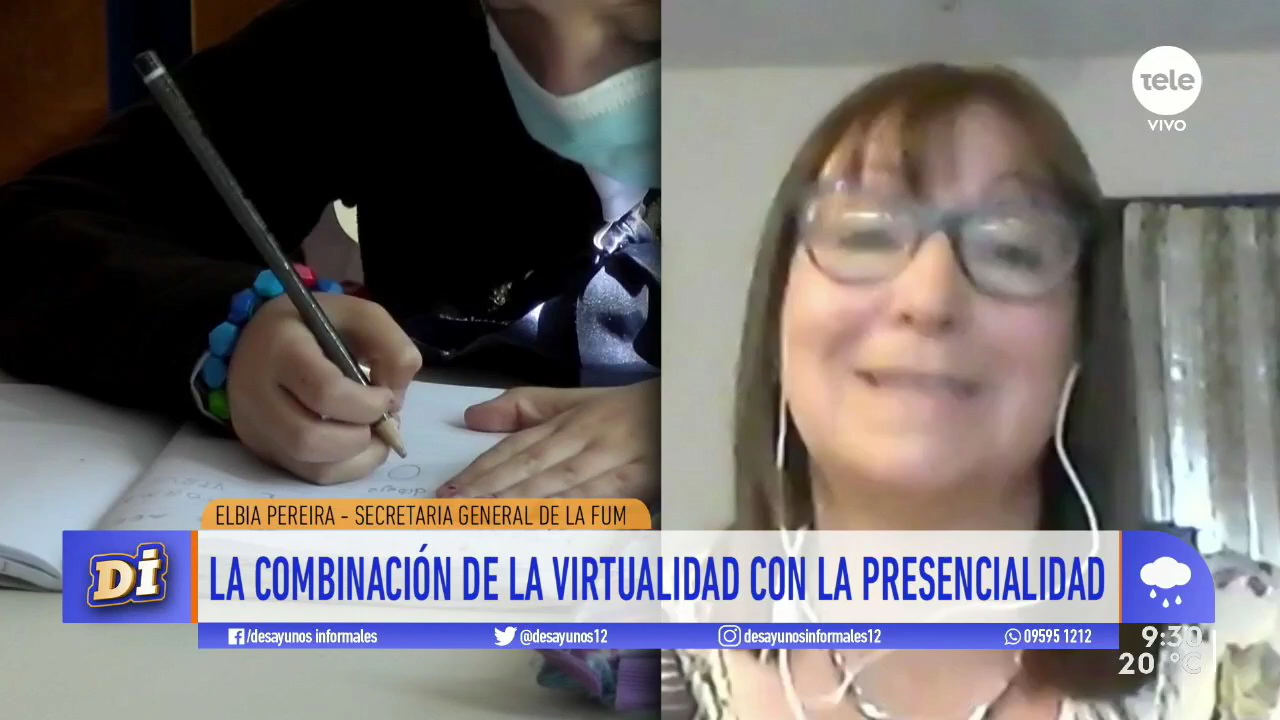 tele
VIVO
dibuja
ELBIA PEREIRA - SECRETARIA GENERAL DE LA FUM
Di
LA COMBINACIÓN DE LA VIRTUALIDAD CON LA PRESENCIALIDAD
/desayunos informales
@desayunos12
desayunosinformales12
09595 1212
9:30
20 °C